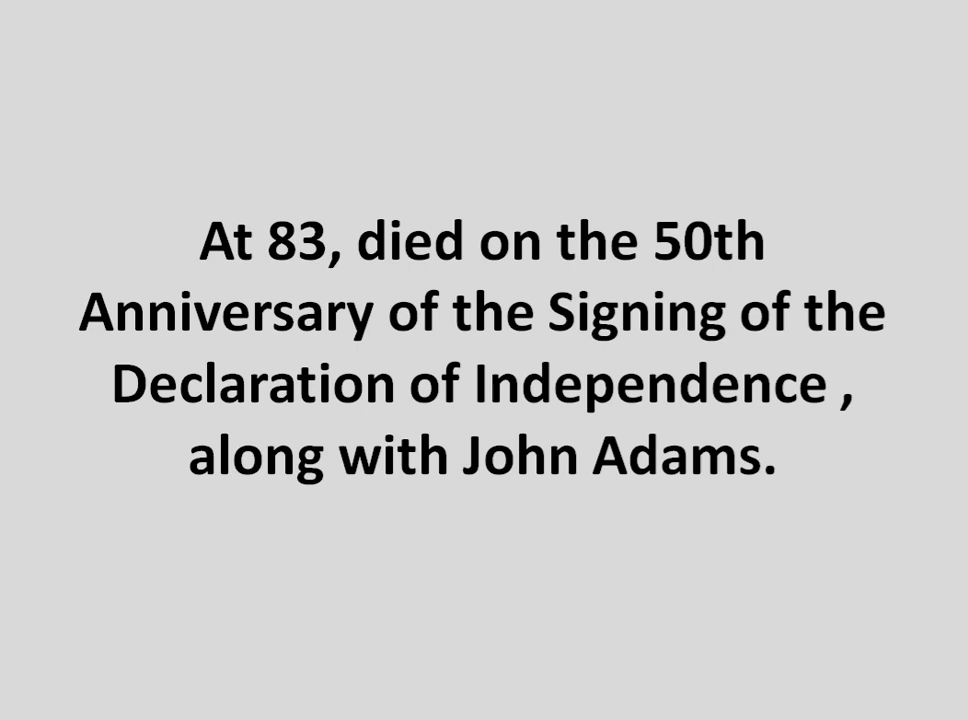 At 83, died on the 50th
Anniversary of the Signing of the
Declaration of Independence ,
along with John Adams.